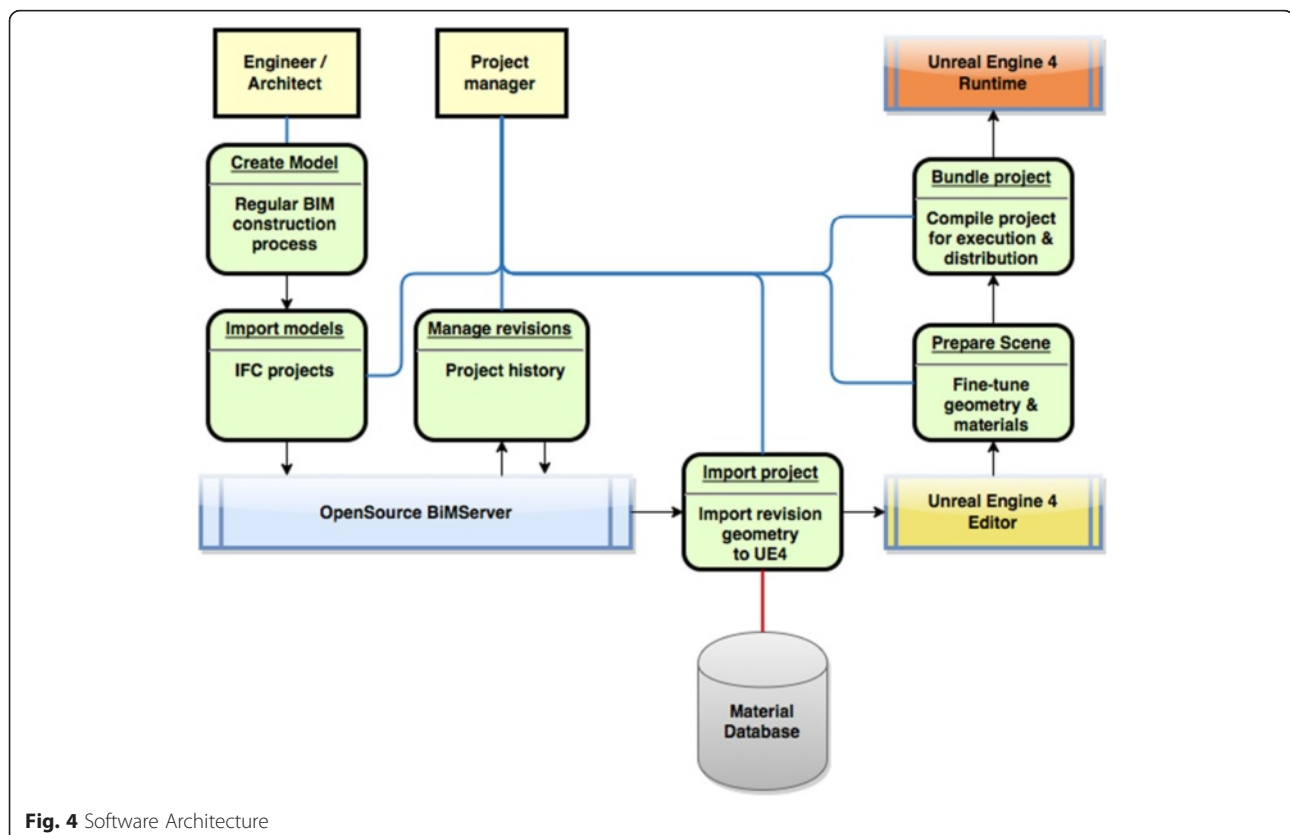 Engineer /
Architect
Project
manager
Unreal Engine 4
Runtime
Create Model
Regular BIM
construction
process
Bundle project
Compile project
for execution &
distribution
Import models
IFC projects
Manage revisions
Project history
Prepare Scene
Fine-tune
geometry &
materials
OpenSource BiMServer
Import project
Import revision
geometry
to UE4
Unreal Engine 4
Editor
Material
Database
Fig. 4 Software Architecture